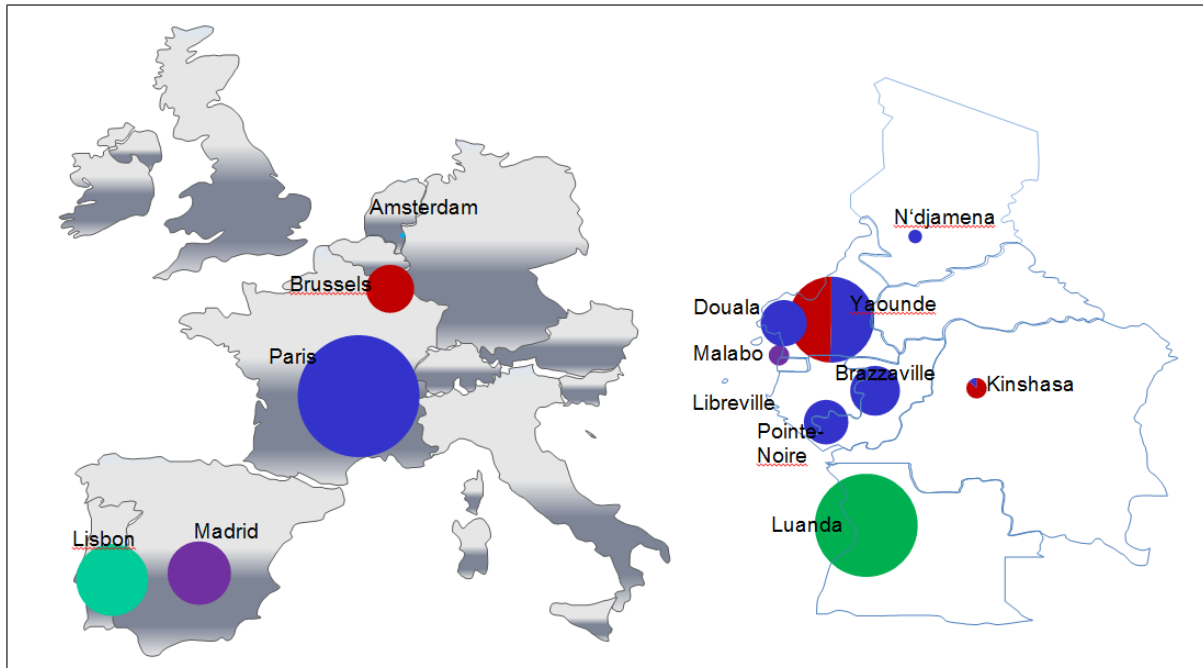 Amsterdam
Brussels
Paris
Lisbon
Madrid
N'djamena
Douala
Yaounde
Malabo
Brazzaville
Kinshasa
Libreville
Pointe-
Noire
Luanda